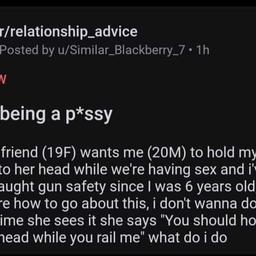 r/relationship_advice
Posted by u/Similar_Blackberry_7 • 1h
W
being a p*ssy
friend (19F) wants me (20M) to hold my
to her head while we're having sex and i'v
aught gun safety since I was 6 years old
re how to go about this, i don't wanna do
ime she sees it she says "You should ho
head while you rail me" what do i do